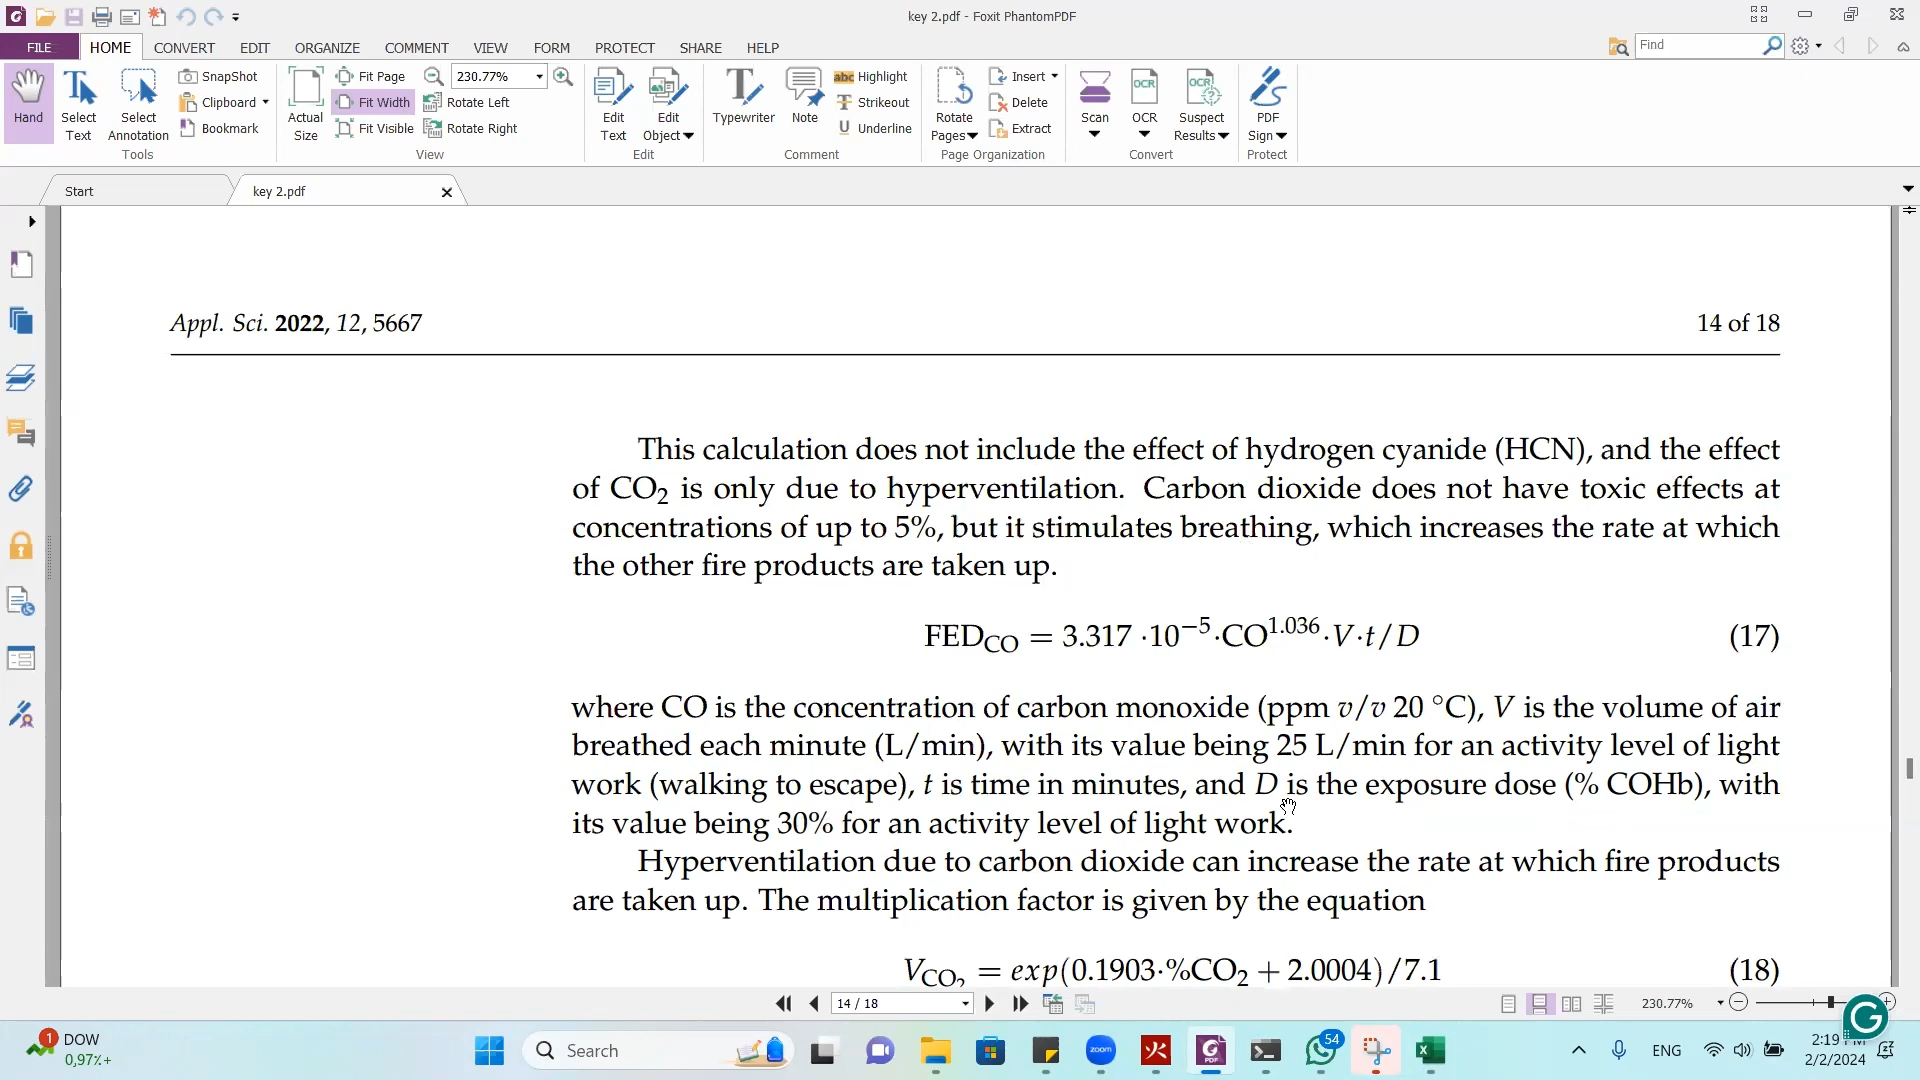 key 2.pdf - Foxit PhantomPDF
FILE HOME CONVERT EDIT ORGANIZE COMMENT VIEW FORM PROTECT SHARE HELP Find
Hand
Select Text
Select Annotation
SnapShot
Clipboard
Bookmark
Tools
Actual Size
Fit Page
Fit Width
Fit Visible
230.77%
Rotate Left
Rotate Right
View
Edit Text
Edit Object
Edit
Typewriter
Note
abc Highlight
T Strikeout
U Underline
Comment
Rotate Pages
Insert
Delete
Extract
Page Organization
Scan
OCR
OCR
OCR
Suspect Results
Convert
PDF Sign
Protect
Start
key 2.pdf
Appl. Sci. 2022, 12, 5667 14 of 18
This calculation does not include the effect of hydrogen cyanide (HCN), and the effect
of CO₂ is only due to hyperventilation. Carbon dioxide does not have toxic effects at
concentrations of up to 5%, but it stimulates breathing, which increases the rate at which
the other fire products are taken up.
FED_CO = 3.317 ·10⁻⁵·CO^1.036·V·t/D (17)
where CO is the concentration of carbon monoxide (ppm v/v 20 °C), V is the volume of air
breathed each minute (L/min), with its value being 25 L/min for an activity level of light
work (walking to escape), t is time in minutes, and D is the exposure dose (% COHb), with
its value being 30% for an activity level of light work.
Hyperventilation due to carbon dioxide can increase the rate at which fire products
are taken up. The multiplication factor is given by the equation
V_CO₂ = exp(0.1903·%CO₂ + 2.0004)/7.1 (18)
14 / 18
230.77%
1
DOW
0,97%+
Search
zoom
54
ENG
2:19
2/2/2024